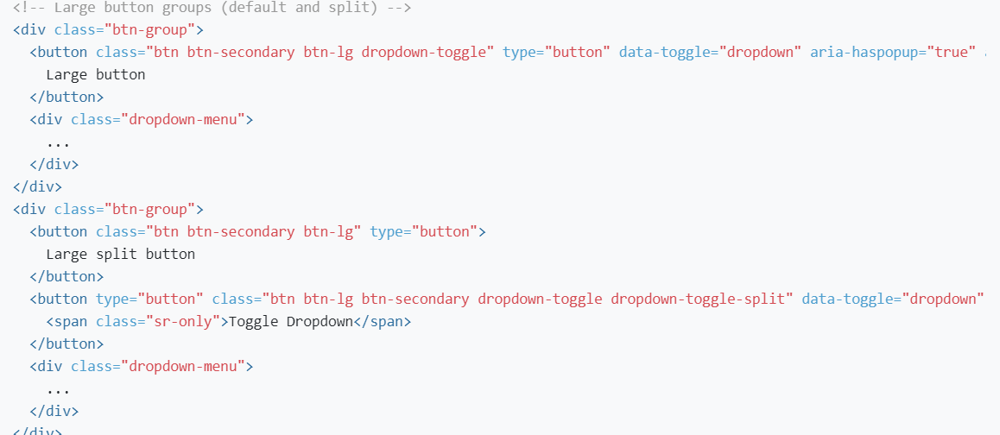 <!-- Large button groups (default and split) -->
<div class="btn-group">
  <button class="btn btn-secondary btn-lg dropdown-toggle" type="button" data-toggle="dropdown" aria-haspopup="true"
    Large button
  </button>
  <div class="dropdown-menu">
    ...
  </div>
</div>
<div class="btn-group">
  <button class="btn btn-secondary btn-lg" type="button">
    Large split button
  </button>
  <button type="button" class="btn btn-lg btn-secondary dropdown-toggle dropdown-toggle-split" data-toggle="dropdown"
    <span class="sr-only">Toggle Dropdown</span>
  </button>
  <div class="dropdown-menu">
    ...
  </div>
</div>